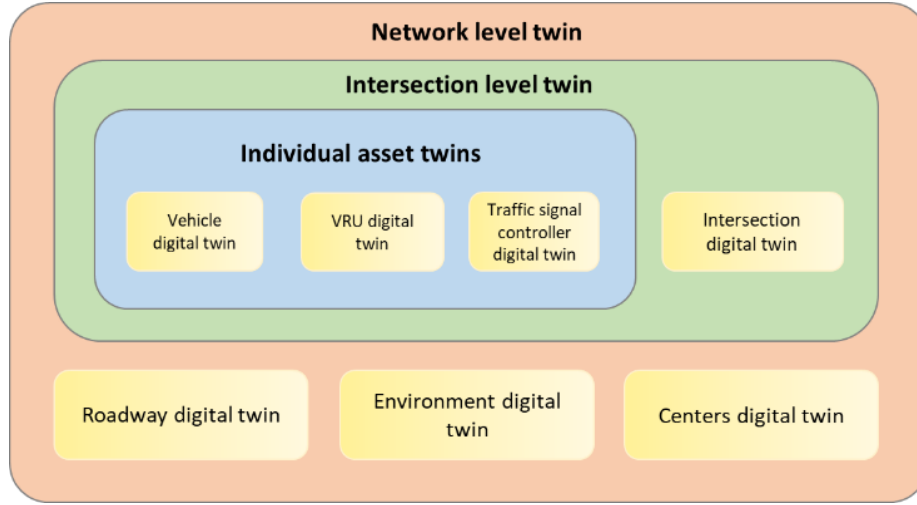 Network level twin
Intersection level twin
Individual asset twins
Vehicle
digital twin
VRU digital
twin
Traffic signal
controller
digital twin
Intersection
digital twin
Roadway digital twin
Environment digital
twin
Centers digital twin